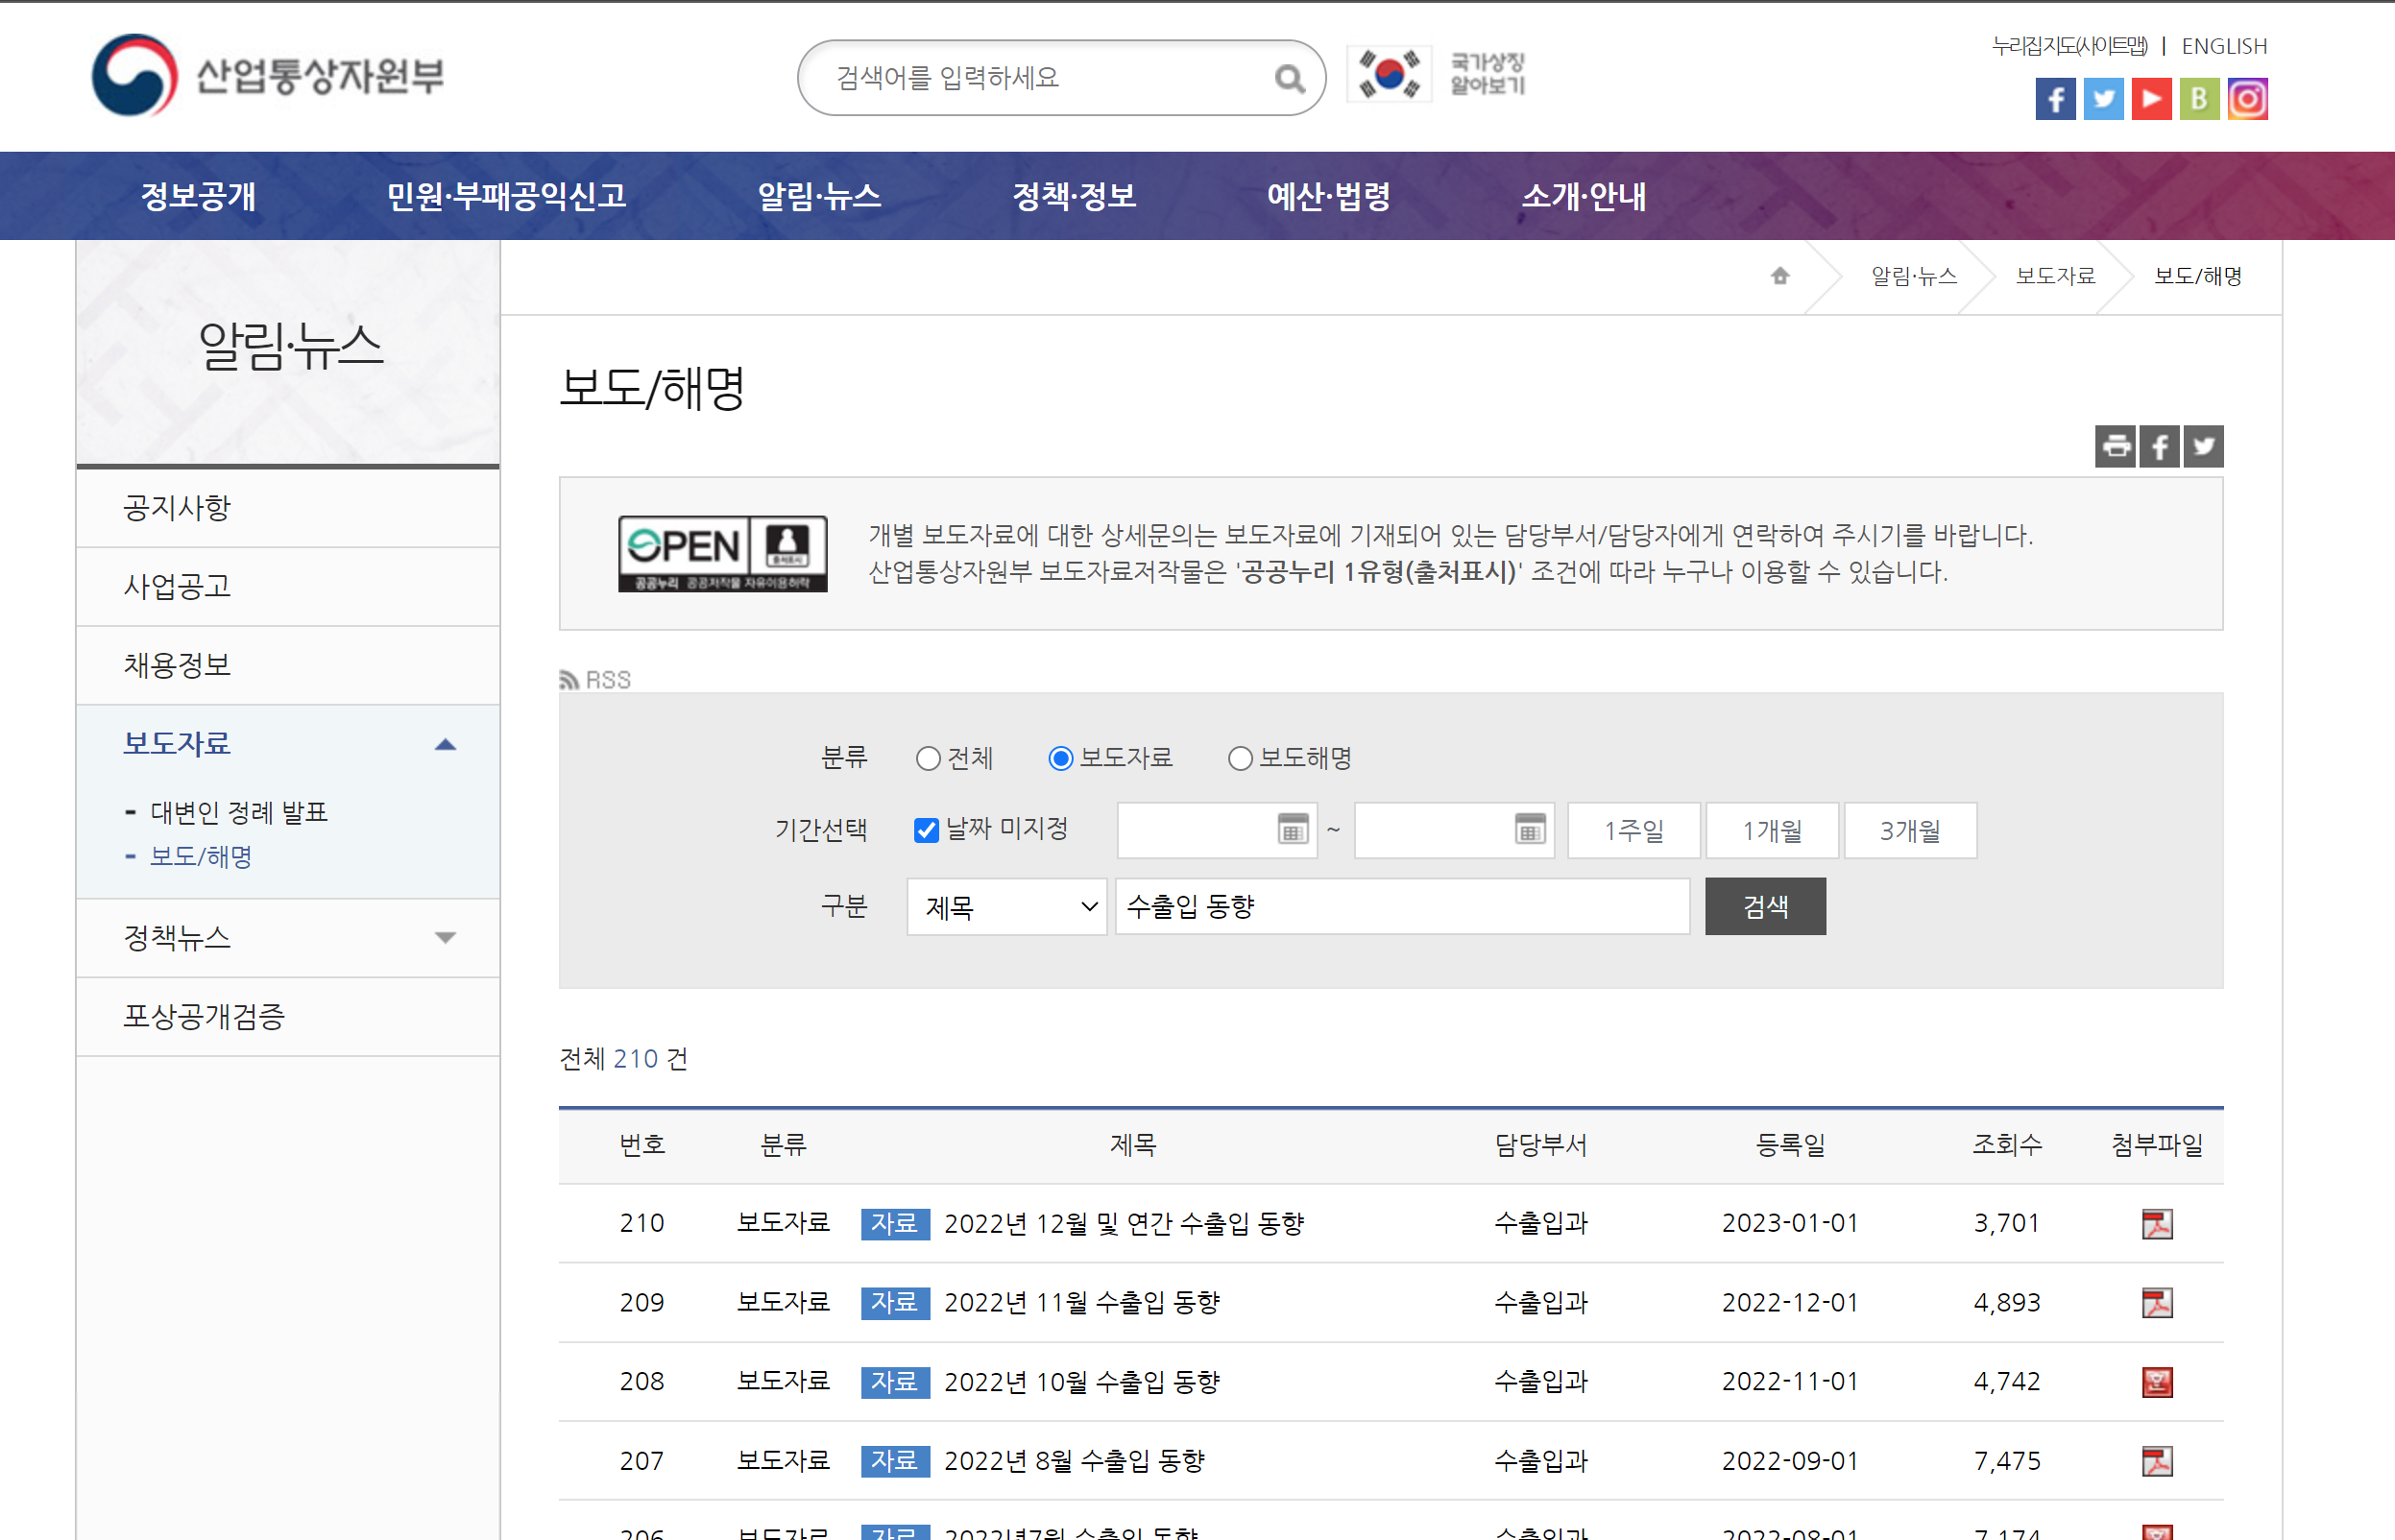 산업통상자원부
검색어를 입력하세요
국가상징
알아보기
누리집 지도(사이트맵) | ENGLISH
정보공개 민원·부패공익신고 알림·뉴스 정책·정보 예산·법령 소개·안내
알림·뉴스 보도자료 보도/해명
알림·뉴스
공지사항
사업공고
채용정보
보도자료
- 대변인 정례 발표
- 보도/해명
정책뉴스
포상공개검증
보도/해명
OPEN 출처표시
공공누리 공공저작물 자유이용허락
개별 보도자료에 대한 상세문의는 보도자료에 기재되어 있는 담당부서/담당자에게 연락하여 주시기를 바랍니다.
산업통상자원부 보도자료저작물은 '공공누리 1유형(출처표시)' 조건에 따라 누구나 이용할 수 있습니다.
RSS
분류 전체 보도자료 보도해명
기간선택 날짜 미지정 ~ 1주일 1개월 3개월
구분 제목 수출입 동향 검색
전체 210 건
번호 분류 제목 담당부서 등록일 조회수 첨부파일
210 보도자료 자료 2022년 12월 및 연간 수출입 동향 수출입과 2023-01-01 3,701
209 보도자료 자료 2022년 11월 수출입 동향 수출입과 2022-12-01 4,893
208 보도자료 자료 2022년 10월 수출입 동향 수출입과 2022-11-01 4,742
207 보도자료 자료 2022년 8월 수출입 동향 수출입과 2022-09-01 7,475
206 보도자료 자료 2022년7월 수출입 동향 수출입과 2022-08-01 7,174